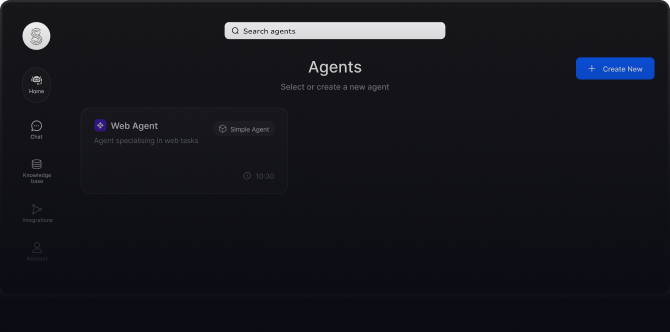 Search agents
Agents
Select or create a new agent
Create New
Home
Chat
Knowledge
base
Integrations
Account
Web Agent
Simple Agent
Agent specialising in web tasks
10:30